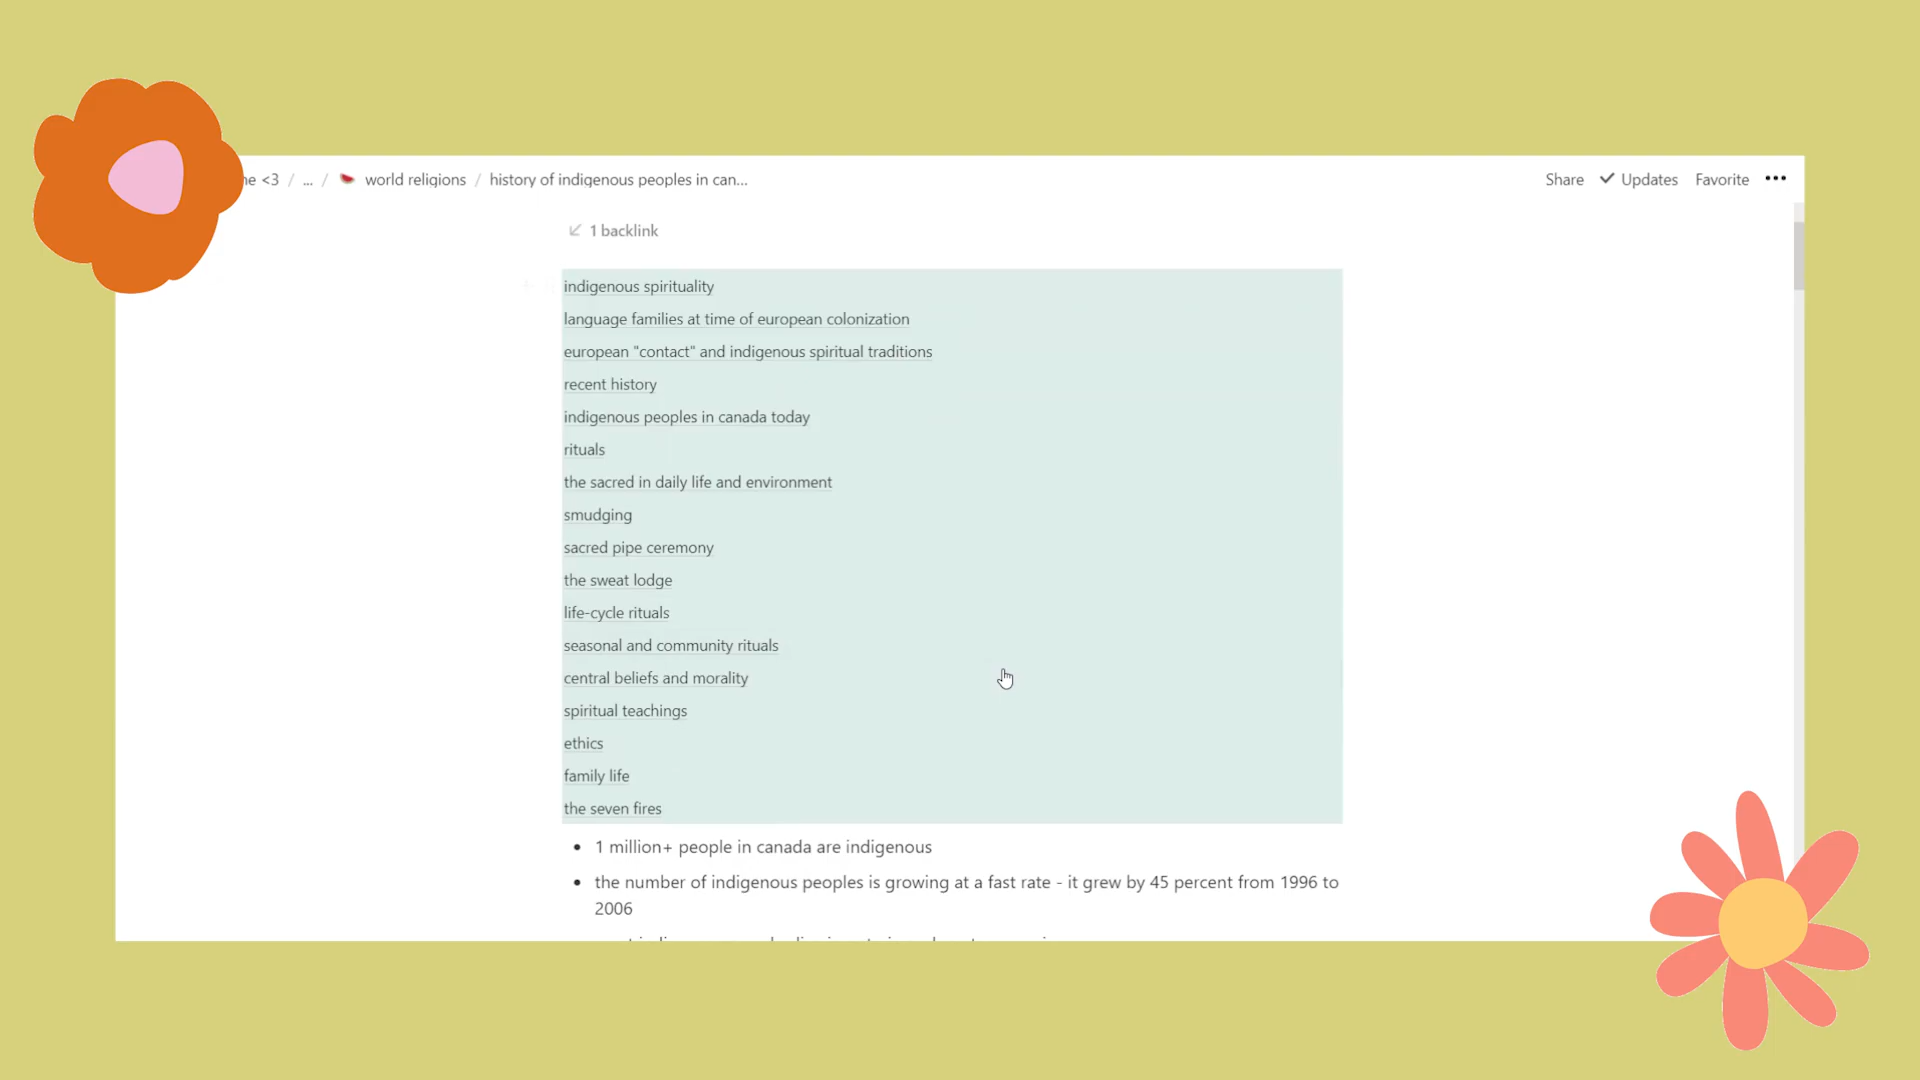 <3 / ... / world religions / history of indigenous peoples in can...
Share Updates Favorite
1 backlink
indigenous spirituality
language families at time of european colonization
european "contact" and indigenous spiritual traditions
recent history
indigenous peoples in canada today
rituals
the sacred in daily life and environment
smudging
sacred pipe ceremony
the sweat lodge
life-cycle rituals
seasonal and community rituals
central beliefs and morality
spiritual teachings
ethics
family life
the seven fires
1 million+ people in canada are indigenous
the number of indigenous peoples is growing at a fast rate - it grew by 45 percent from 1996 to
2006